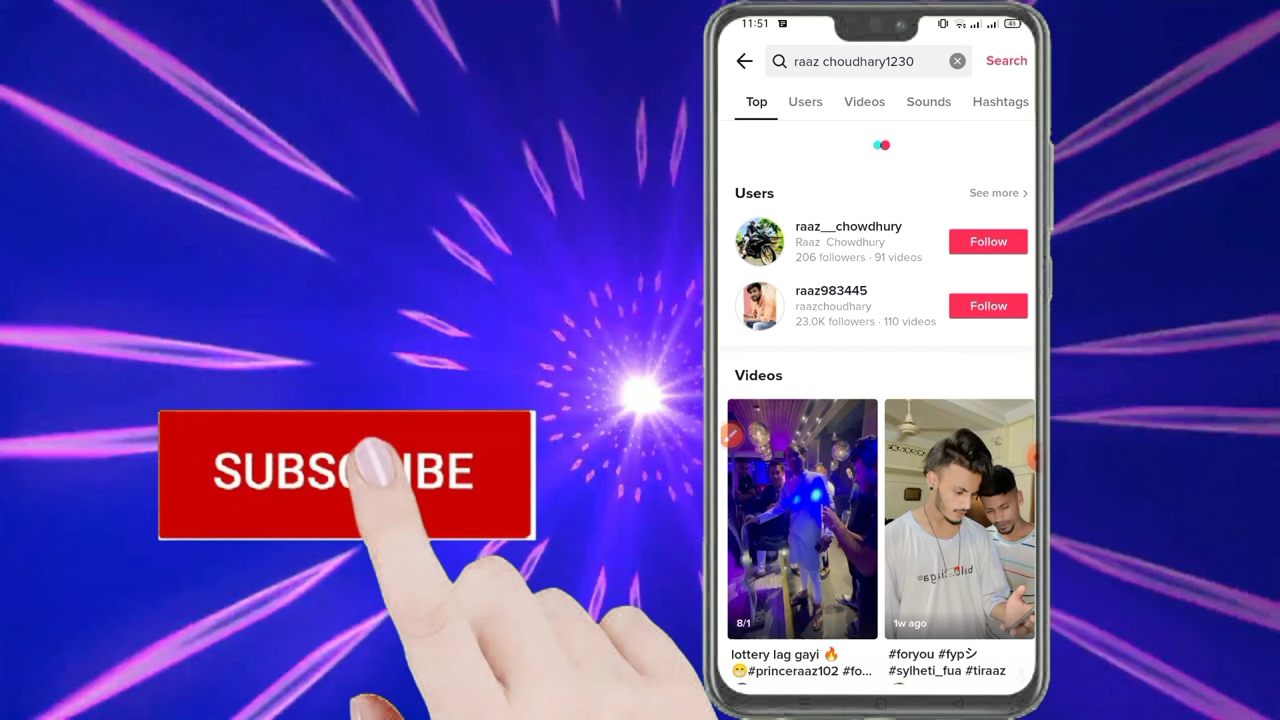 11:51
46
raaz choudhary1230
Search
Top Users Videos Sounds Hashtags
Users
See more >
raaz__chowdhury
Raaz Chowdhury
206 followers · 91 videos
Follow
raaz983445
raazchoudhary
23.0K followers · 110 videos
Follow
Videos
8/1
1w ago
lottery lag gayi 🔥
😁#princeraaz102 #fo...
#foryou #fypシ
#sylheti_fua #tiraaz
SUBSCRIBE